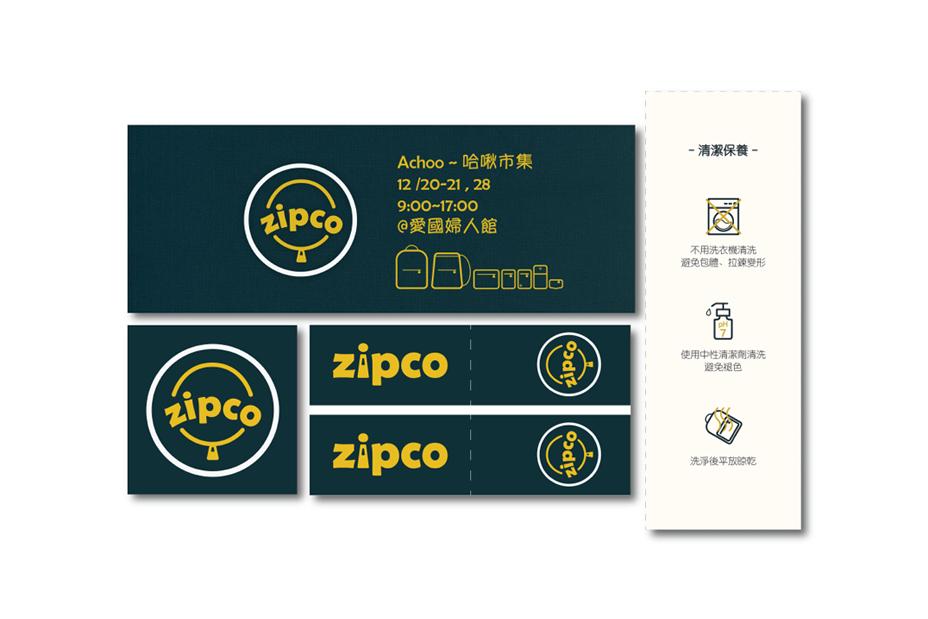 zipco
Achoo ~ 哈啾市集
12 /20-21 , 28
9:00~17:00
@愛國婦人館
zipco
zipco
zipco
zipco
zipco
- 清潔保養 -
不用洗衣機清洗
避免包體、拉鍊變形
pH
7
使用中性清潔劑清洗
避免褪色
洗淨後平放晾乾